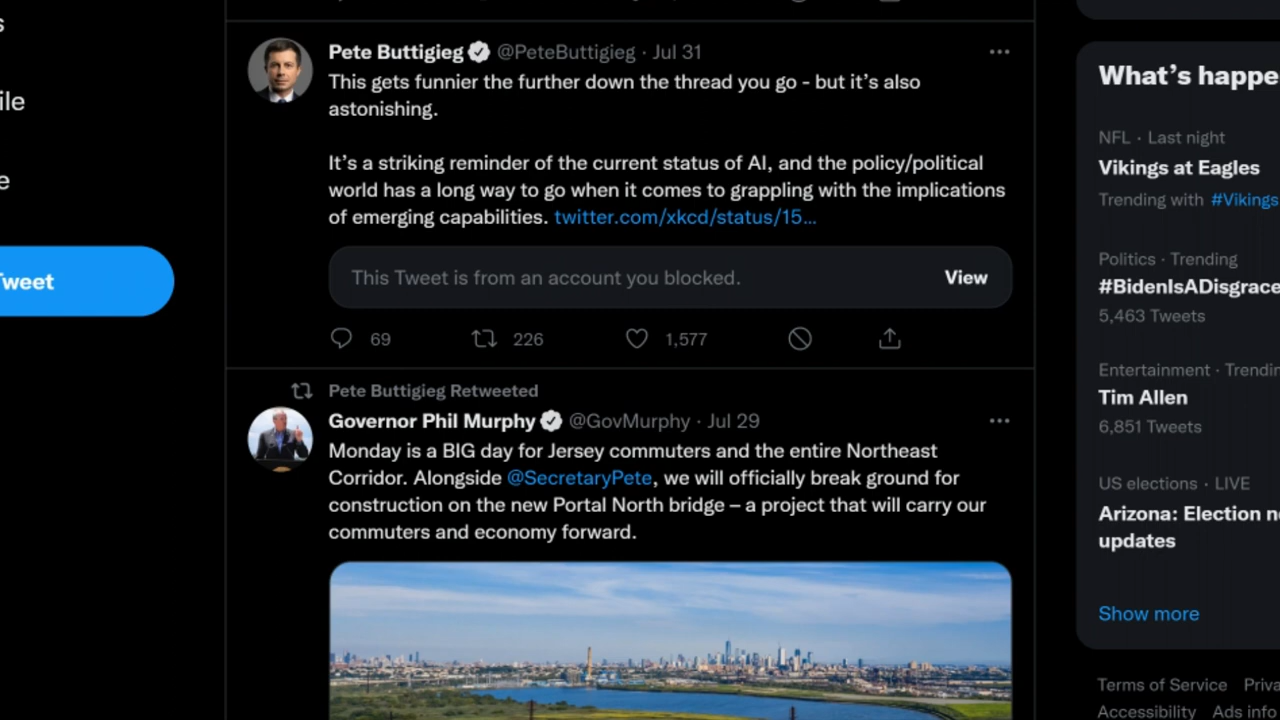 s
ile
e
Tweet
Pete Buttigieg @PeteButtigieg · Jul 31
This gets funnier the further down the thread you go - but it’s also
astonishing.
It’s a striking reminder of the current status of AI, and the policy/political
world has a long way to go when it comes to grappling with the implications
of emerging capabilities. twitter.com/xkcd/status/15…
This Tweet is from an account you blocked. View
69 226 1,577
Pete Buttigieg Retweeted
Governor Phil Murphy @GovMurphy · Jul 29
Monday is a BIG day for Jersey commuters and the entire Northeast
Corridor. Alongside @SecretaryPete, we will officially break ground for
construction on the new Portal North bridge – a project that will carry our
commuters and economy forward.
What’s happe
NFL · Last night
Vikings at Eagles
Trending with #Vikings
Politics · Trending
#BidenIsADisgrace
5,463 Tweets
Entertainment · Trendin
Tim Allen
6,851 Tweets
US elections · LIVE
Arizona: Election n
updates
Show more
Terms of Service Priva
Accessibility Ads info